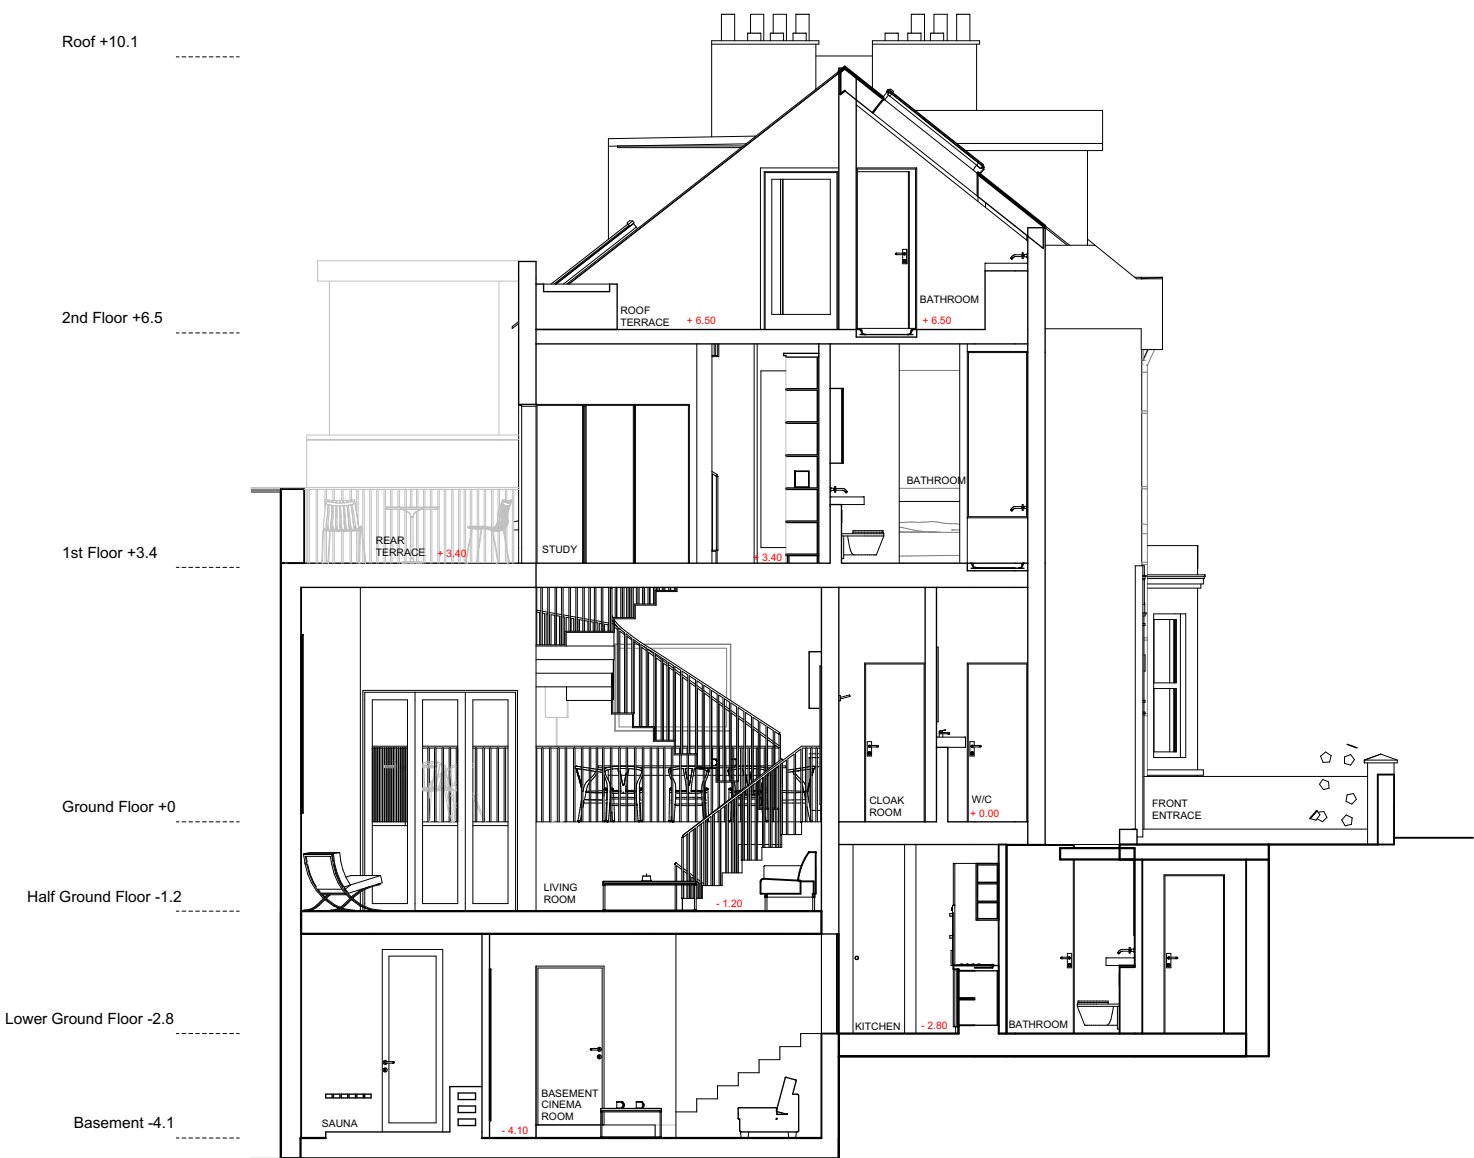 Roof +10.1
2nd Floor +6.5
ROOF
TERRACE + 6.50
BATHROOM
+ 6.50
BATHROOM
1st Floor +3.4
REAR
TERRACE + 3.40
STUDY
+ 3.40
Ground Floor +0
CLOAK
ROOM
W/C
+ 0.00
FRONT
ENTRACE
Half Ground Floor -1.2
LIVING
ROOM
- 1.20
Lower Ground Floor -2.8
KITCHEN
- 2.80
BATHROOM
Basement -4.1
SAUNA
- 4.10
BASEMENT
CINEMA
ROOM